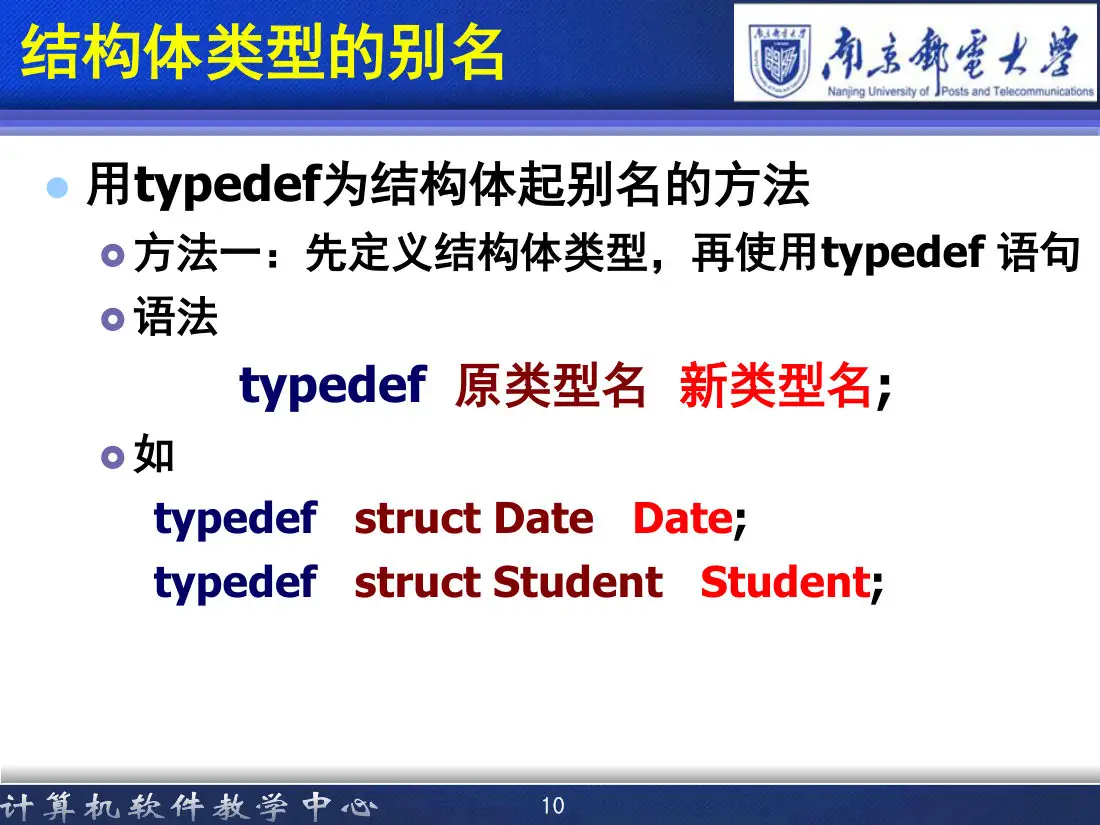 结构体类型的别名
南京邮电大学
Nanjing University of Posts and Telecommunications
用typedef为结构体起别名的方法
方法一：先定义结构体类型，再使用typedef 语句
语法
typedef 原类型名 新类型名;
如
typedef struct Date Date;
typedef struct Student Student;
计算机软件教学中心
10